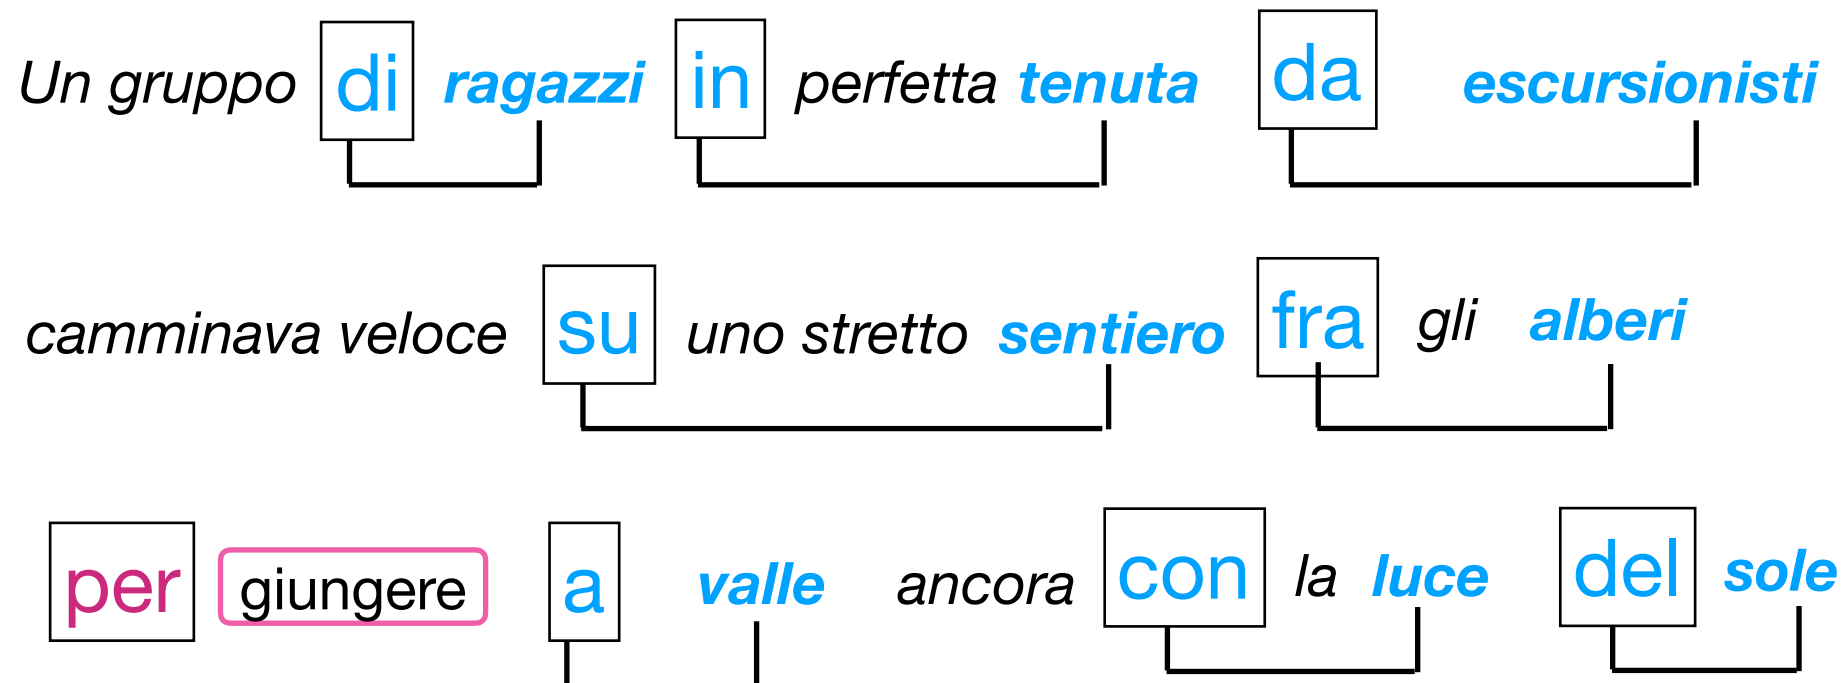 Un gruppo di ragazzi in perfetta tenuta da escursionisti
camminava veloce su uno stretto sentiero fra gli alberi
per giungere a valle ancora con la luce del sole